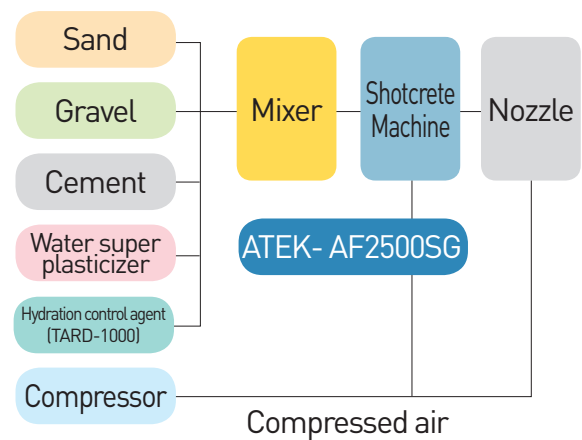 Sand
Gravel
Cement
Water super
plasticizer
Hydration control agent
(TARD-1000)
Compressor
Mixer
Shotcrete
Machine
Nozzle
ATEK- AF2500SG
Compressed air